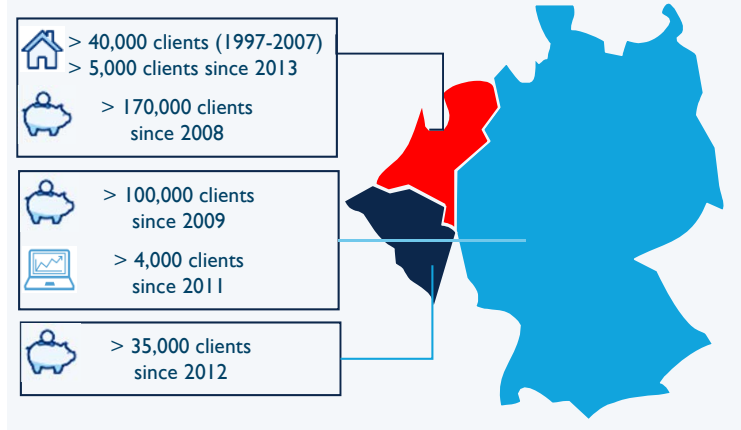 > 40,000 clients (1997-2007)
> 5,000 clients since 2013
> 170,000 clients
since 2008
> 100,000 clients
since 2009
> 4,000 clients
since 2011
> 35,000 clients
since 2012